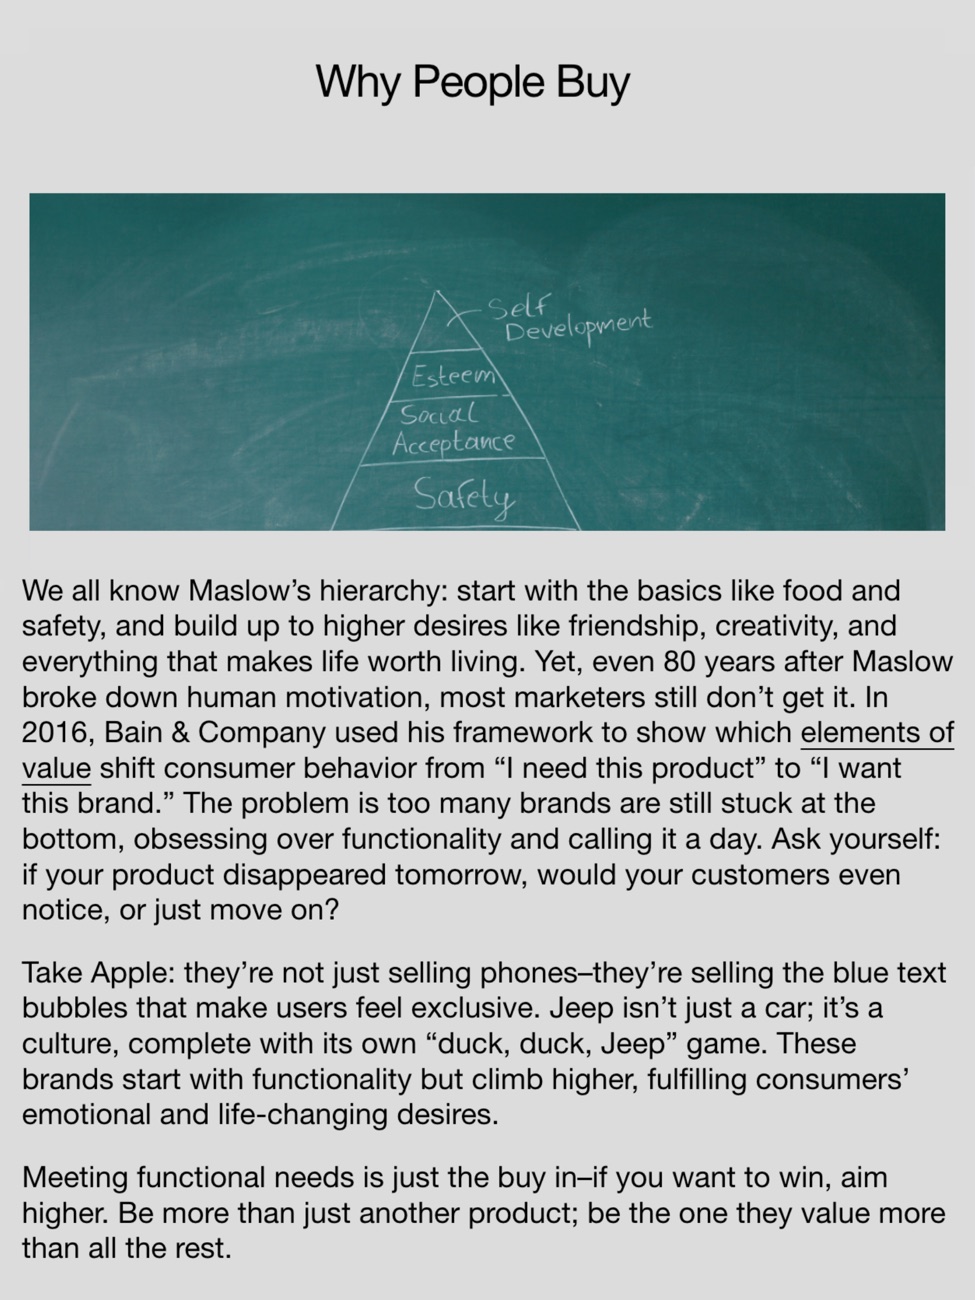 Why People Buy
Self
Development
Esteem
Social
Acceptance
Safety
We all know Maslow’s hierarchy: start with the basics like food and
safety, and build up to higher desires like friendship, creativity, and
everything that makes life worth living. Yet, even 80 years after Maslow
broke down human motivation, most marketers still don’t get it. In
2016, Bain & Company used his framework to show which elements of
value shift consumer behavior from “I need this product” to “I want
this brand.” The problem is too many brands are still stuck at the
bottom, obsessing over functionality and calling it a day. Ask yourself:
if your product disappeared tomorrow, would your customers even
notice, or just move on?
Take Apple: they’re not just selling phones–they’re selling the blue text
bubbles that make users feel exclusive. Jeep isn’t just a car; it’s a
culture, complete with its own “duck, duck, Jeep” game. These
brands start with functionality but climb higher, fulfilling consumers’
emotional and life-changing desires.
Meeting functional needs is just the buy in–if you want to win, aim
higher. Be more than just another product; be the one they value more
than all the rest.